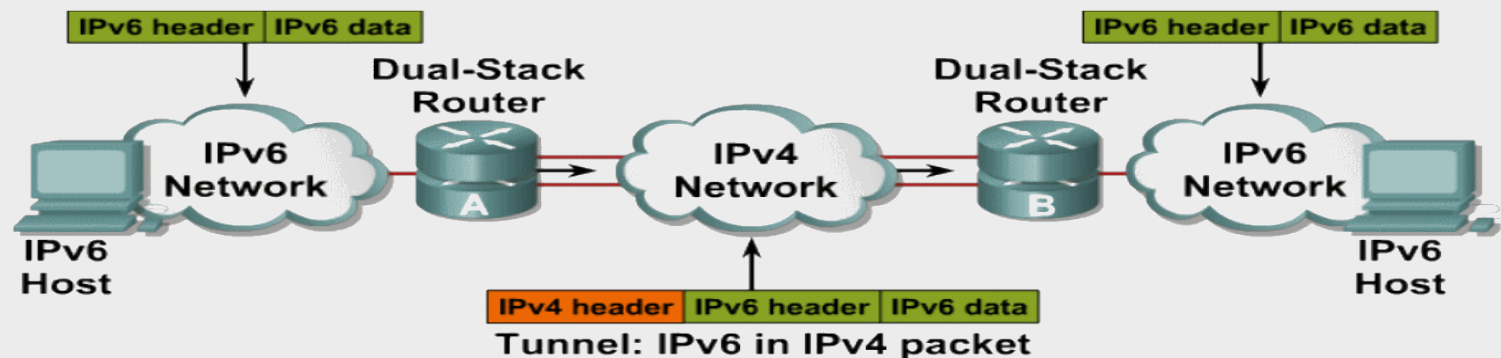 IPv6 header IPv6 data
IPv6 header IPv6 data
Dual-Stack
Router
Dual-Stack
Router
IPv6
Network
A
IPv4
Network
B
IPv6
Network
IPv6
Host
IPv6
Host
IPv4 header IPv6 header IPv6 data
Tunnel: IPv6 in IPv4 packet